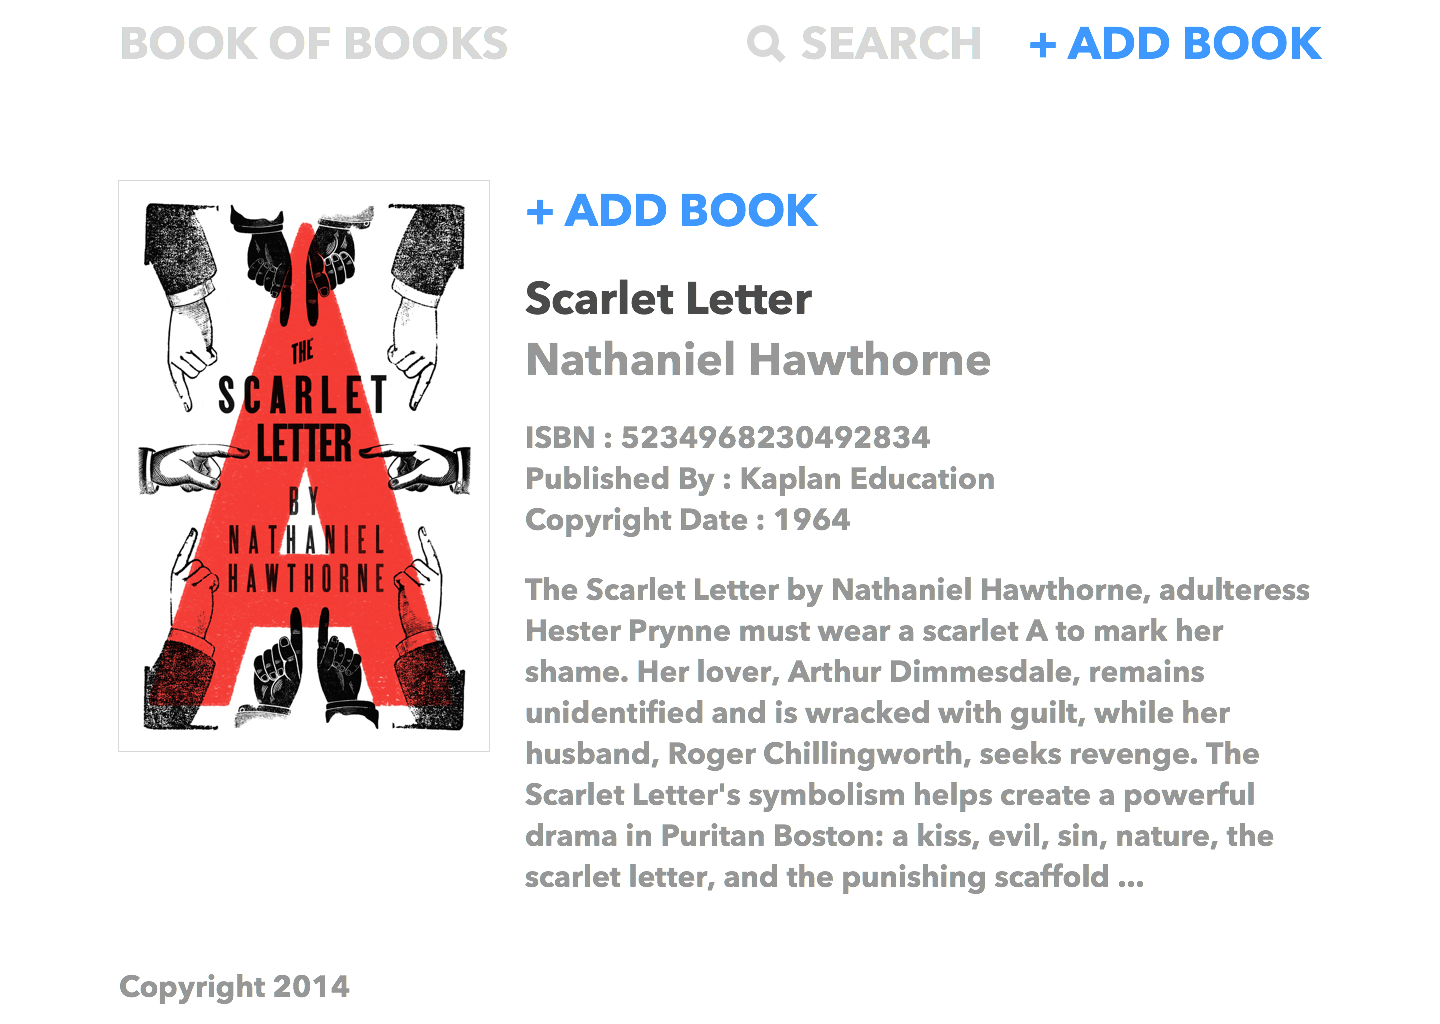 BOOK OF BOOKS
SEARCH
+ ADD BOOK
THE
SCARLET
LETTER
BY
NATHANIEL
HAWTHORNE
+ ADD BOOK
Scarlet Letter
Nathaniel Hawthorne
ISBN : 5234968230492834
Published By : Kaplan Education
Copyright Date : 1964
The Scarlet Letter by Nathaniel Hawthorne, adulteress
Hester Prynne must wear a scarlet A to mark her
shame. Her lover, Arthur Dimmesdale, remains
unidentified and is wracked with guilt, while her
husband, Roger Chillingworth, seeks revenge. The
Scarlet Letter's symbolism helps create a powerful
drama in Puritan Boston: a kiss, evil, sin, nature, the
scarlet letter, and the punishing scaffold ...
Copyright 2014